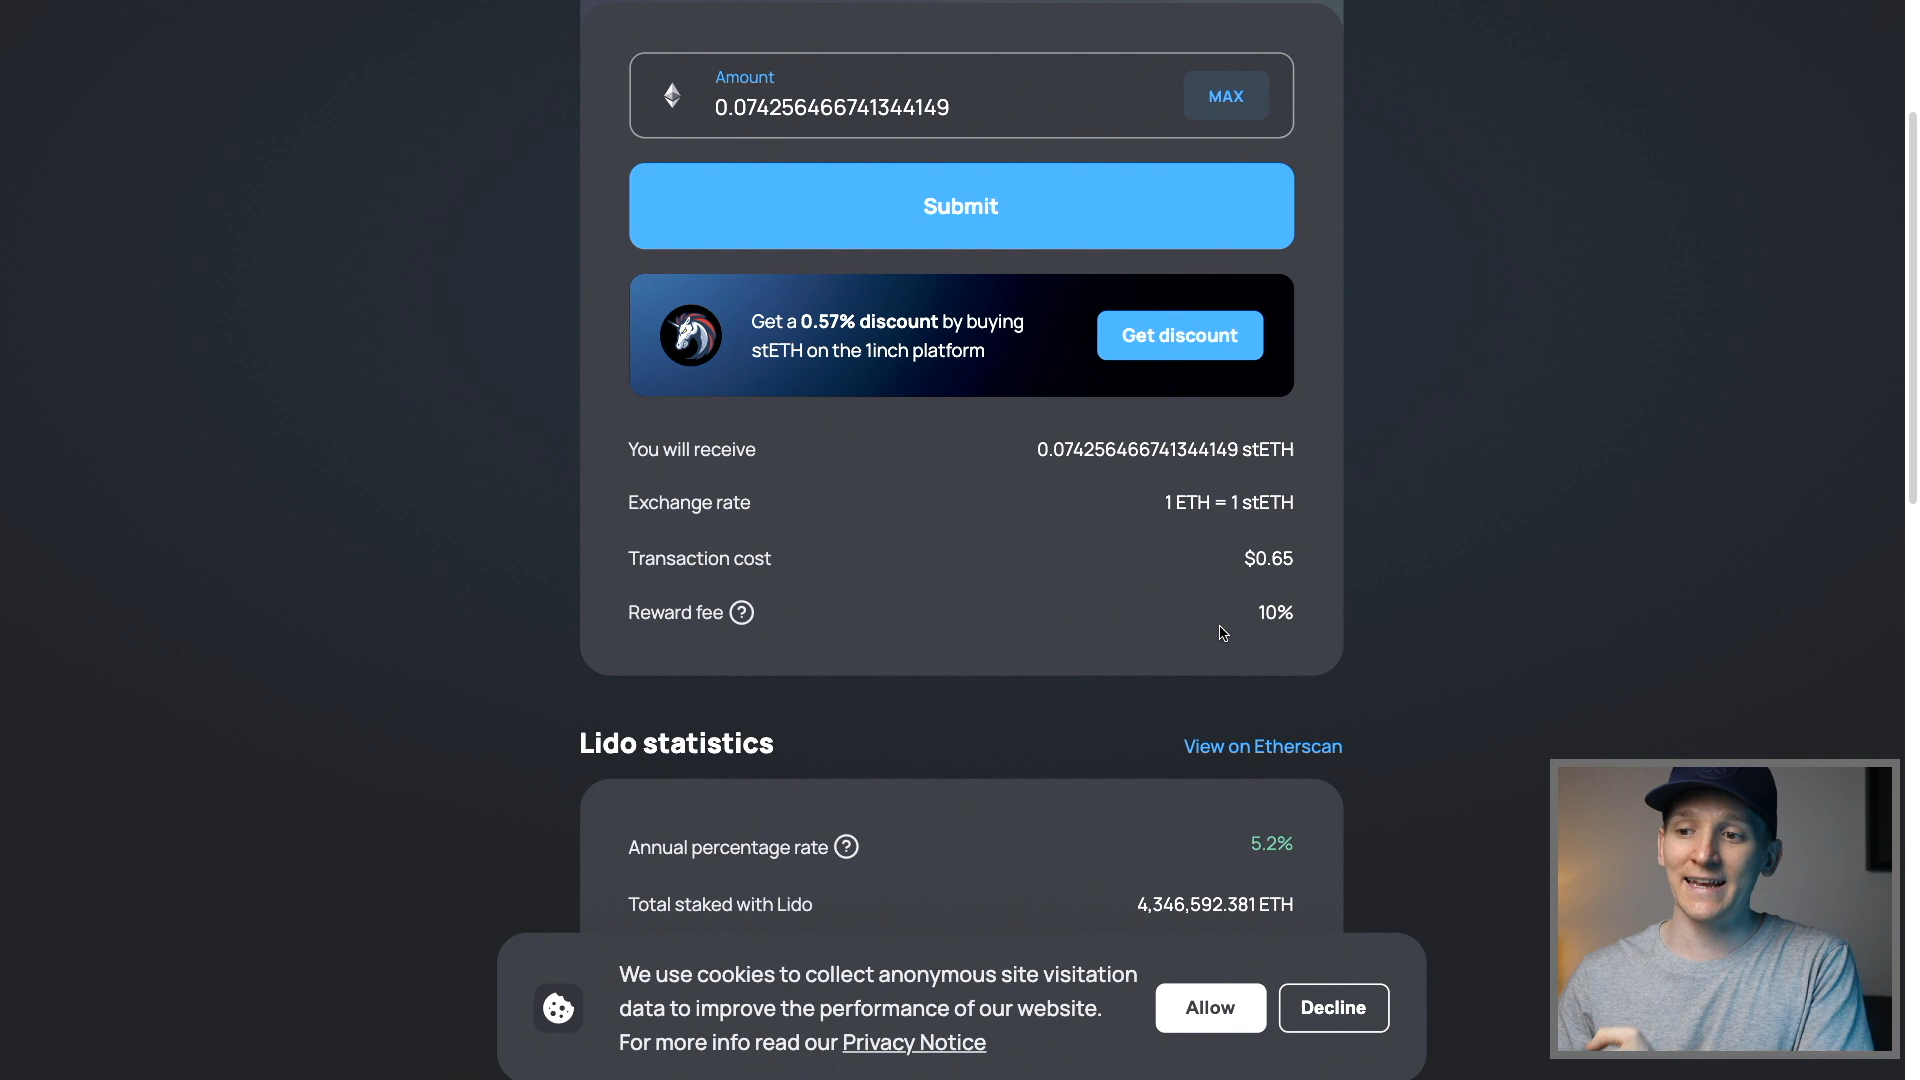 Amount
0.074256466741344149
MAX
Submit
Get a 0.57% discount by buying
stETH on the 1inch platform
Get discount
You will receive
0.074256466741344149 stETH
Exchange rate
1 ETH = 1 stETH
Transaction cost
$0.65
Reward fee ?
10%
Lido statistics
View on Etherscan
Annual percentage rate ?
5.2%
Total staked with Lido
4,346,592.381 ETH
We use cookies to collect anonymous site visitation
data to improve the performance of our website.
For more info read our Privacy Notice
Allow
Decline